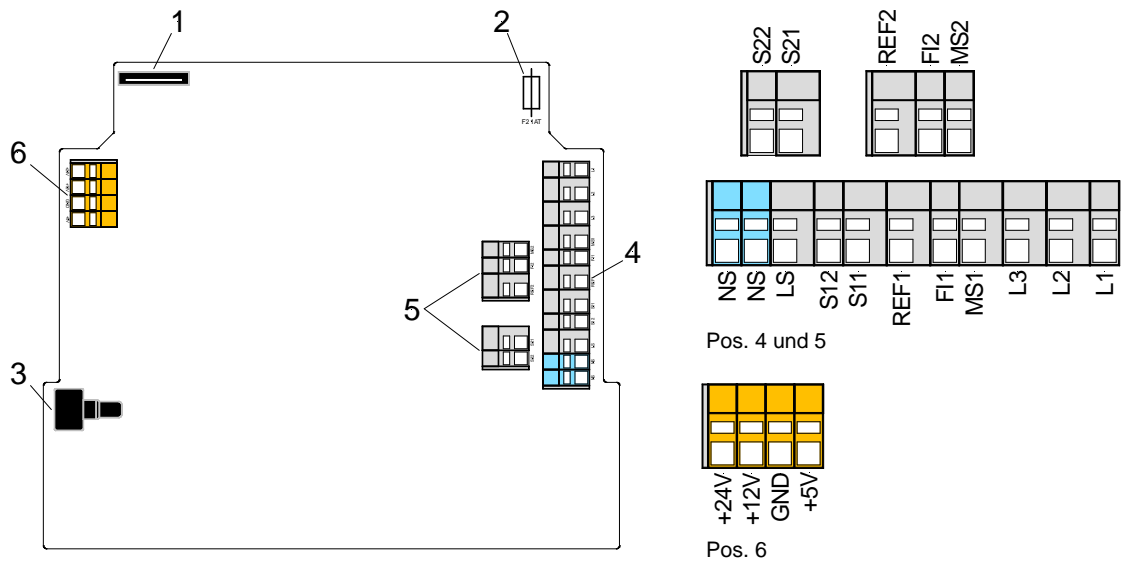 1
2
F2 1AT
6
5
4
3
S22
S21
REF2
FI2
MS2
NS
NS
LS
S12
S11
REF1
FI1
MS1
L3
L2
L1
Pos. 4 und 5
+24V
+12V
GND
+5V
Pos. 6